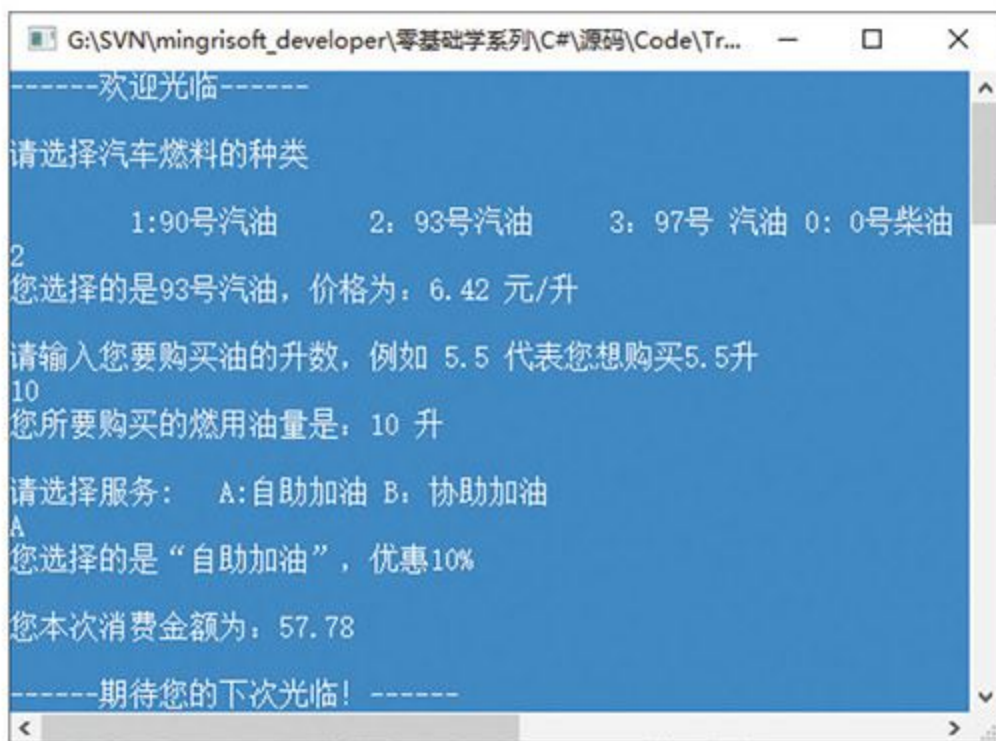 G:\SVN\mingrisoft_developer\零基础学系列\C#\源码\Code\Tr...
------欢迎光临------
请选择汽车燃料的种类
1:90号汽油 2: 93号汽油 3: 97号 汽油 0: 0号柴油
2
您选择的是93号汽油，价格为：6.42 元/升
请输入您要购买油的升数，例如 5.5 代表您想购买5.5升
10
您所要购买的燃用油量是：10 升
请选择服务： A:自助加油 B：协助加油
A
您选择的是“自助加油”，优惠10%
您本次消费金额为：57.78
------期待您的下次光临！------